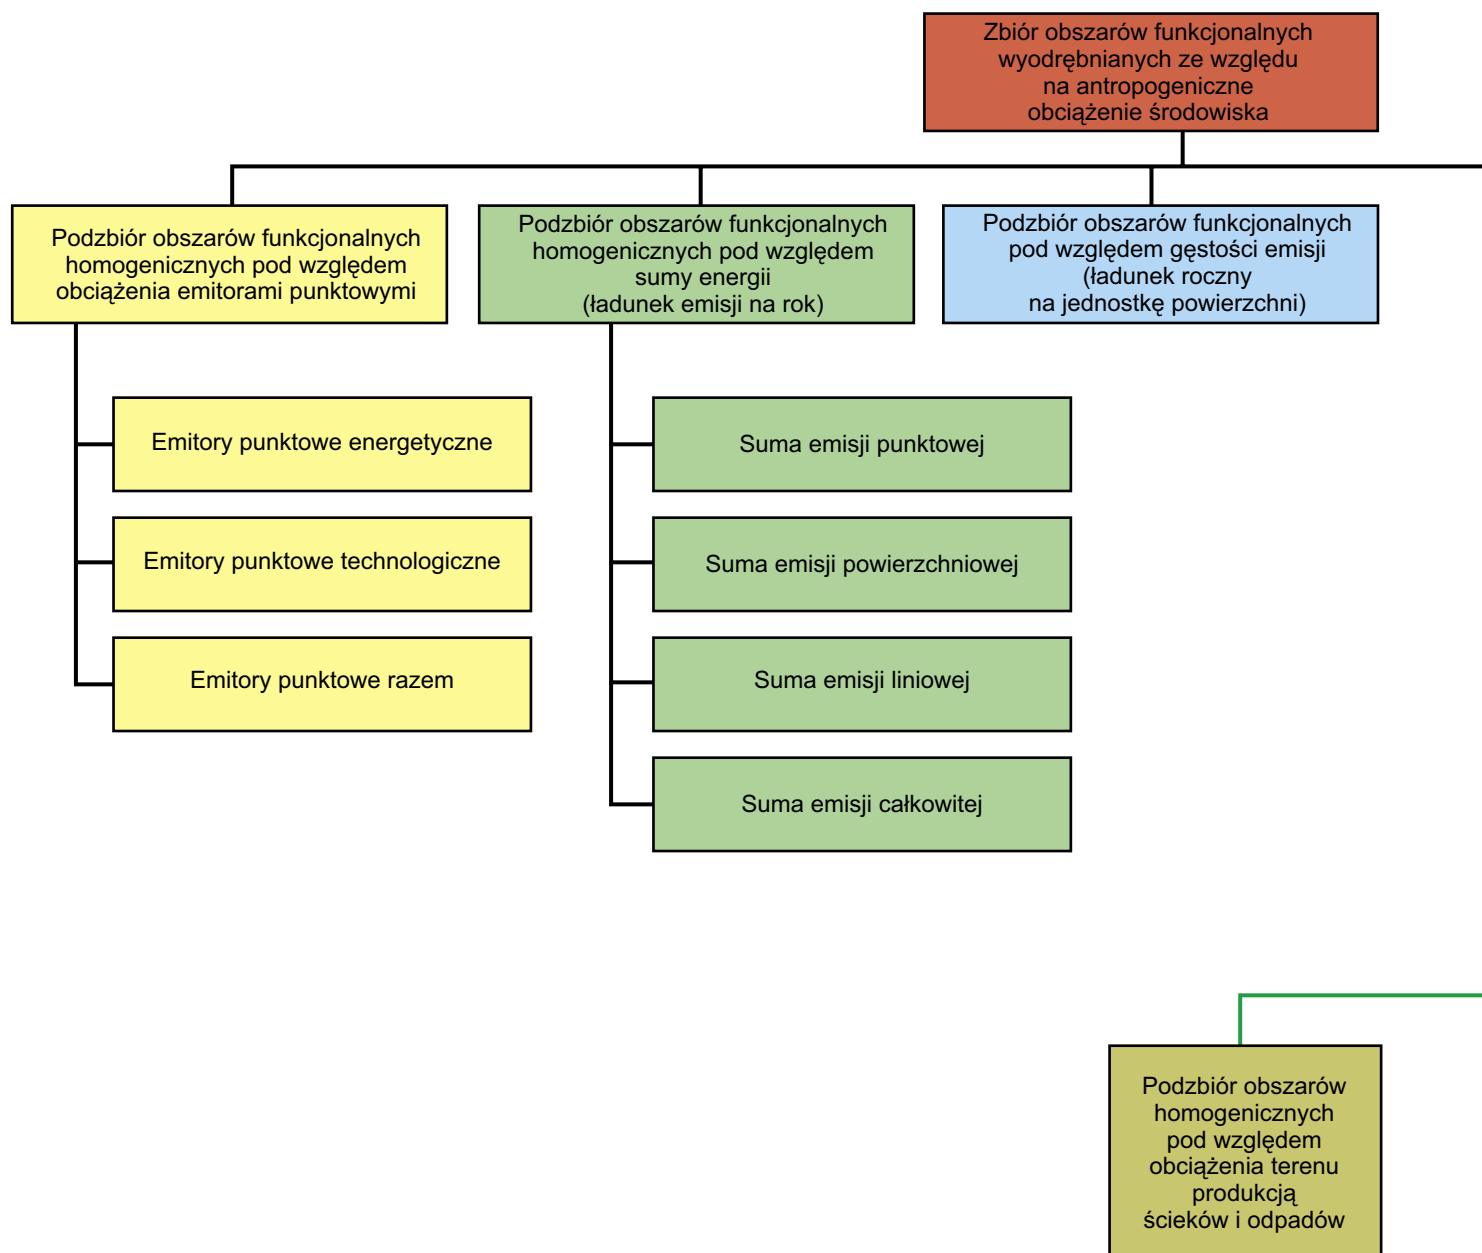 Zbiór obszarów funkcjonalnych
wyodrębnianych ze względu
na antropogeniczne
obciążenie środowiska
Podzbiór obszarów funkcjonalnych
homogenicznych pod względem
obciążenia emitorami punktowymi
Podzbiór obszarów funkcjonalnych
homogenicznych pod względem
sumy energii
(ładunek emisji na rok)
Podzbiór obszarów funkcjonalnych
pod względem gęstości emisji
(ładunek roczny
na jednostkę powierzchni)
Emitory punktowe energetyczne
Emitory punktowe technologiczne
Emitory punktowe razem
Suma emisji punktowej
Suma emisji powierzchniowej
Suma emisji liniowej
Suma emisji całkowitej
Podzbiór obszarów
homogenicznych
pod względem
obciążenia terenu
produkcją
ścieków i odpadów